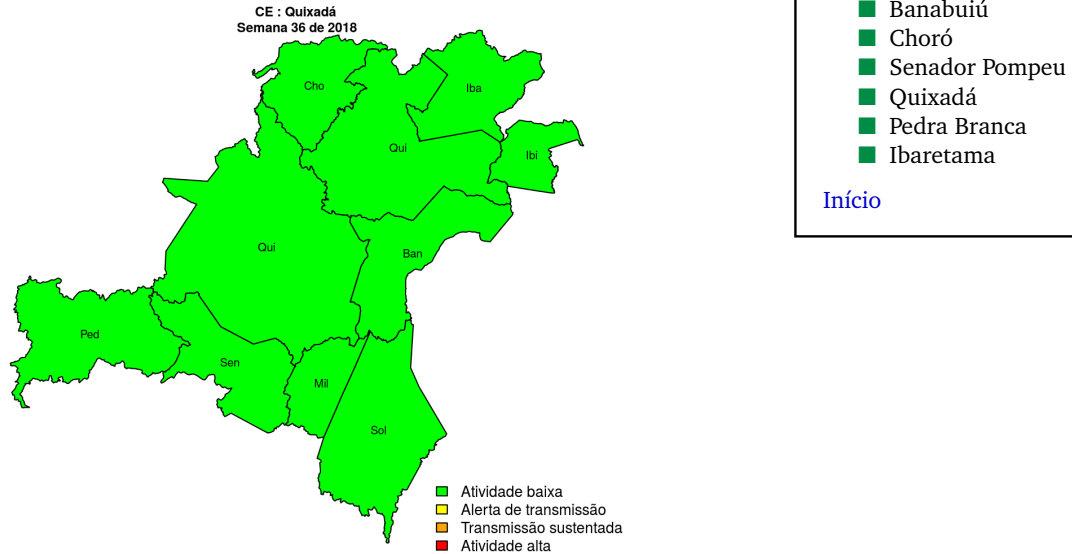 CE : Quixadá
Semana 36 de 2018
Cho
Iba
Qui
Ibi
Qui
Ban
Ped
Sen
Mil
Sol
Atividade baixa
Alerta de transmissão
Transmissão sustentada
Atividade alta
Banabuiú
Choró
Senador Pompeu
Quixadá
Pedra Branca
Ibaretama
Início